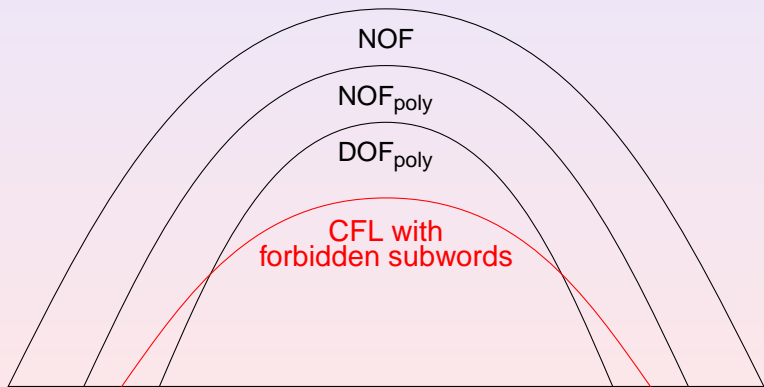 NOF
NOFpoly
DOFpoly
CFL with
forbidden subwords